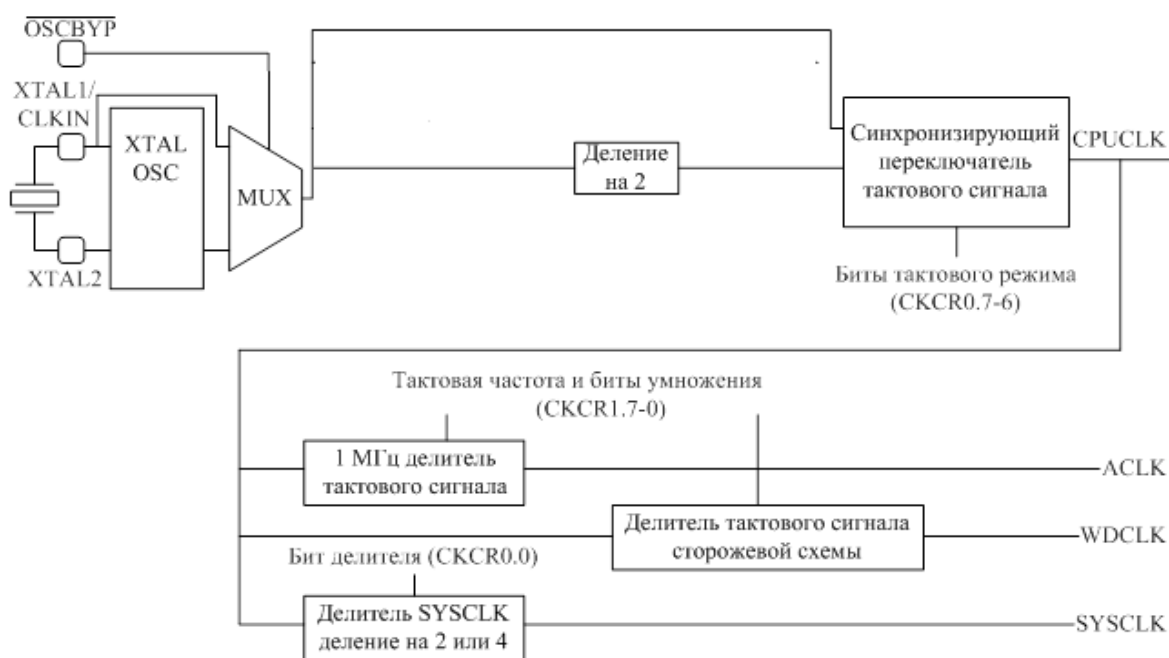 OSCBYP
XTAL1/
CLKIN
XTAL
OSC
MUX
XTAL2
Деление
на 2
Синхронизирующий
переключатель
тактового сигнала
CPUCLK
Биты тактового режима
(CKCR0.7-6)
Тактовая частота и биты умножения
(CKCR1.7-0)
1 МГц делитель
тактового сигнала
ACLK
Делитель тактового сигнала
сторожевой схемы
WDCLK
Бит делителя (CKCR0.0)
Делитель SYSCLK
деление на 2 или 4
SYSCLK